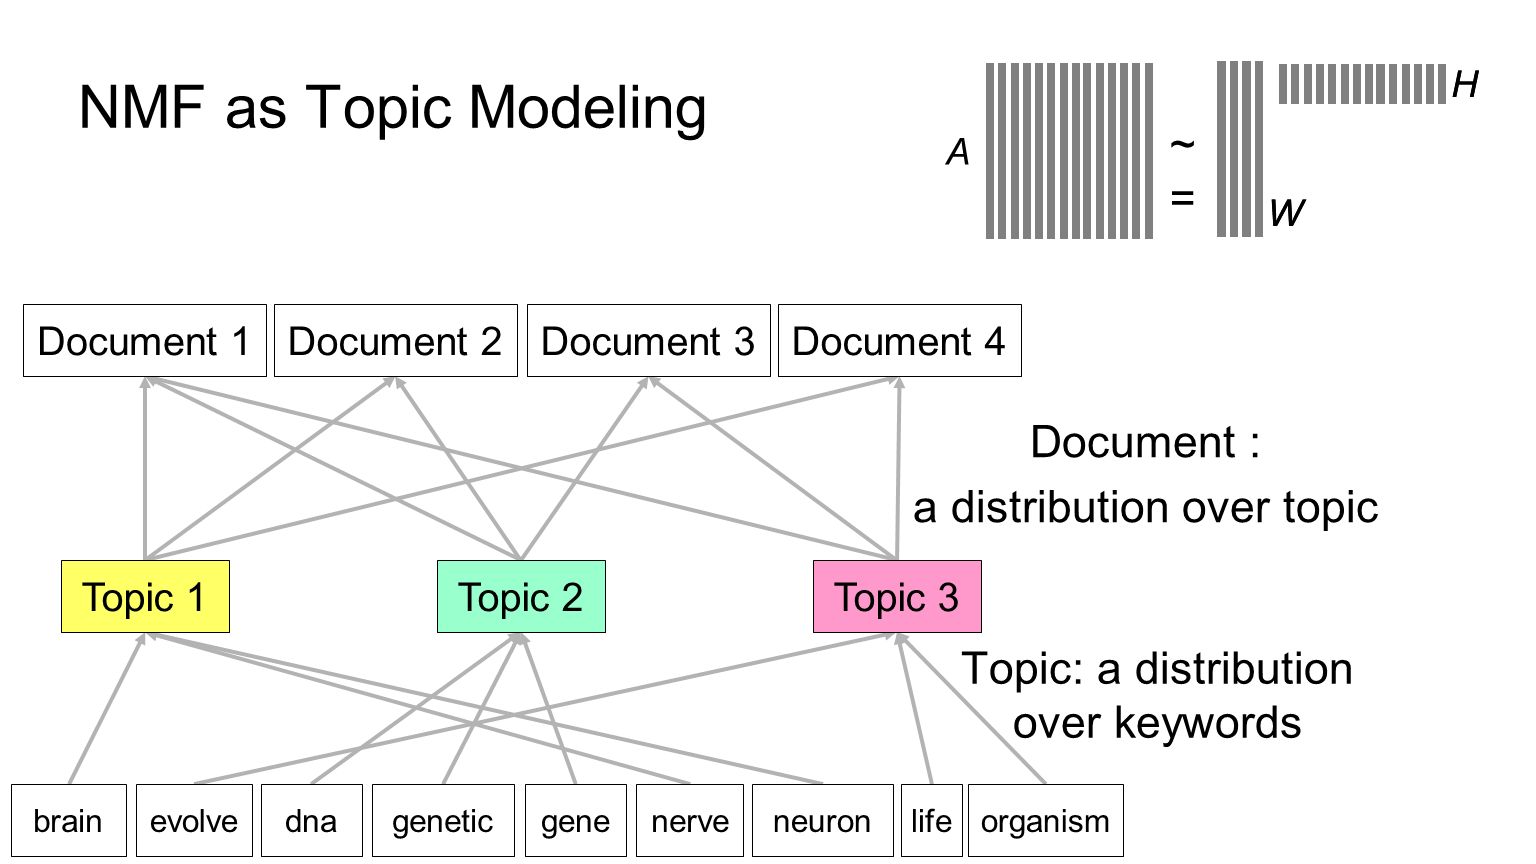 NMF as Topic Modeling
A
~
=
W
H
Document 1
Document 2
Document 3
Document 4
Document :
a distribution over topic
Topic 1
Topic 2
Topic 3
Topic: a distribution
over keywords
brain
evolve
dna
genetic
gene
nerve
neuron
life
organism